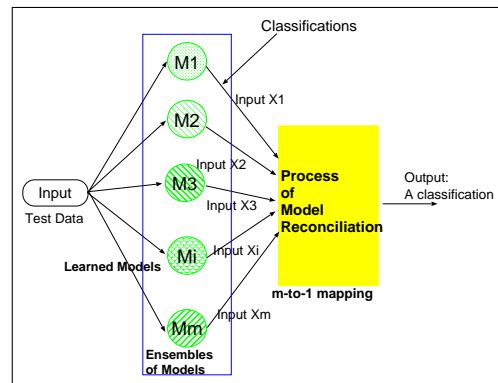 Classifications
M1
Input X1
M2
Input X2
M3
Input X3
Input
Test Data
Learned Models
Mi
Input Xi
Mm
Input Xm
Ensembles
of Models
Process
of
Model
Reconciliation
m-to-1 mapping
Output:
A classification